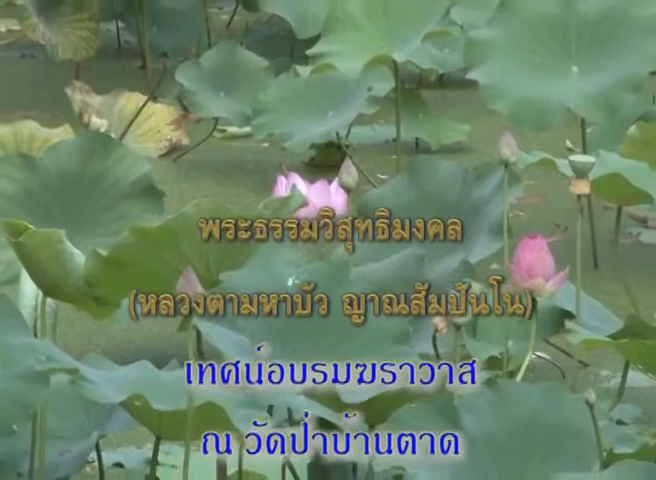 พระธรรมวิสุทธิมงคล
(หลวงตามหาบัว ญาณสัมปันโน)
เทศน์อบรมฆราวาส
ณ วัดป่าบ้านตาด